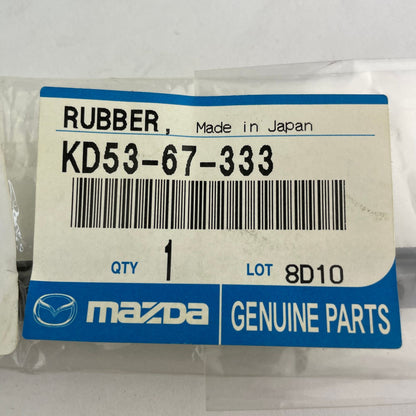 RUBBER, Made in Japan
KD53-67-333
QTY 1 LOT 8D10
mazda GENUINE PARTS